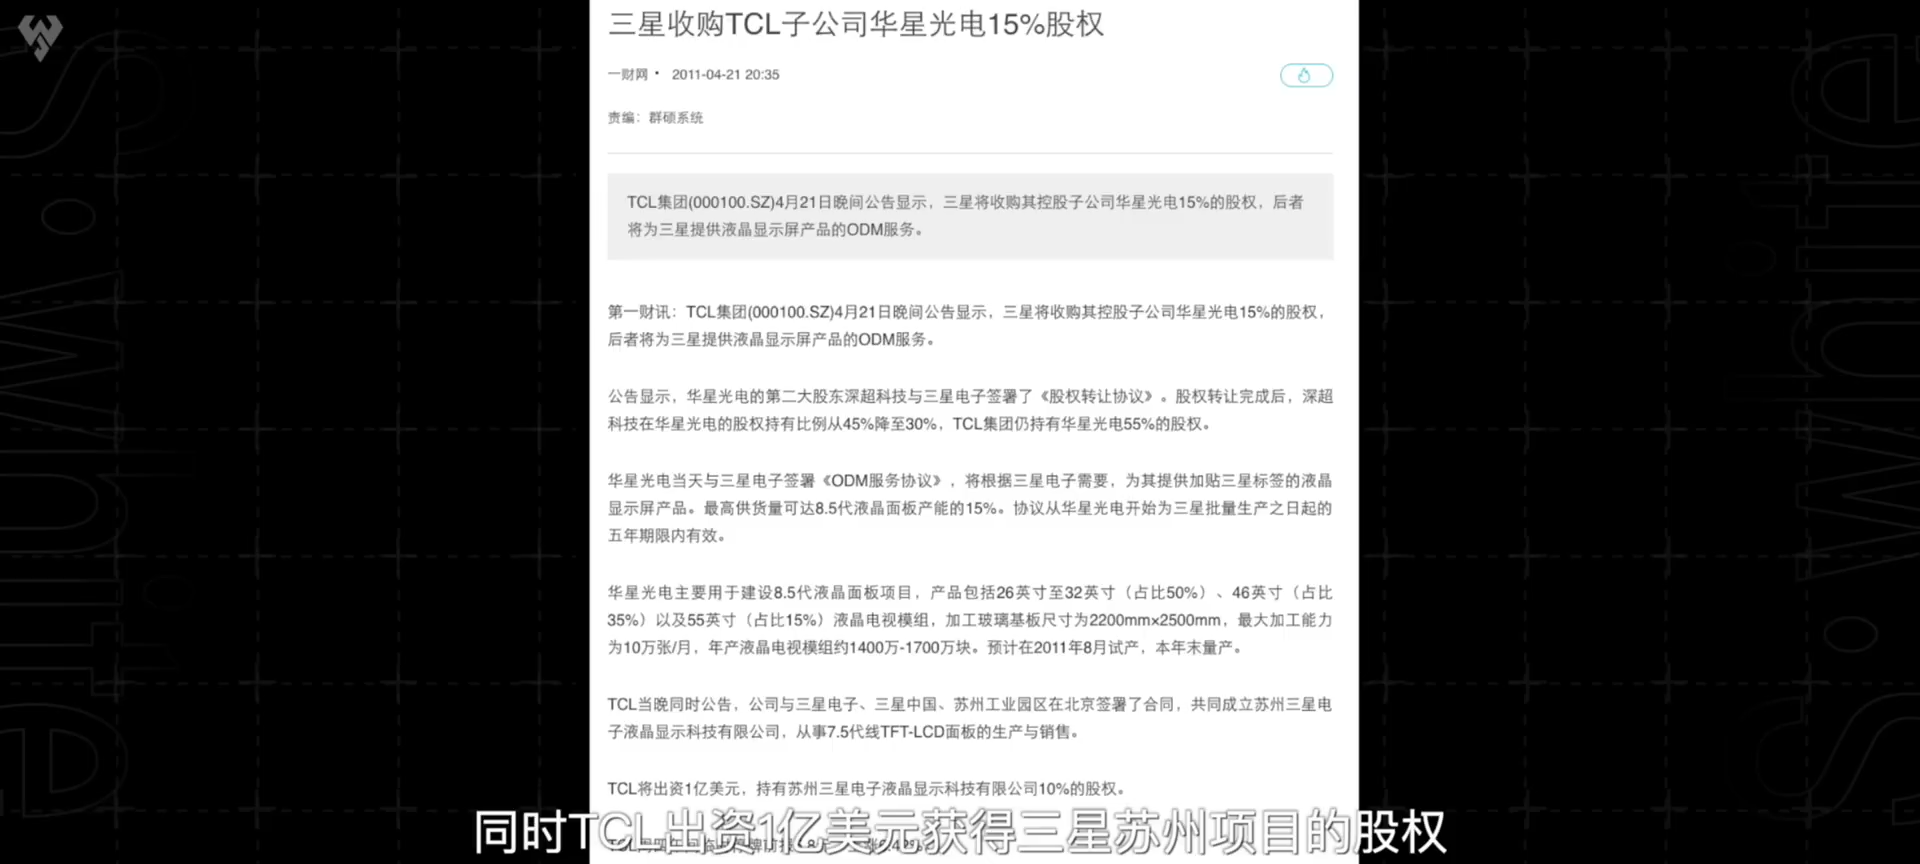 三星收购TCL子公司华星光电15%股权
一财网・ 2011-04-21 20:35
责编：群硕系统
TCL集团(000100.SZ)4月21日晚间公告显示，三星将收购其控股子公司华星光电15%的股权，后者
将为三星提供液晶显示屏产品的ODM服务。
第一财讯：TCL集团(000100.SZ)4月21日晚间公告显示，三星将收购其控股子公司华星光电15%的股权，
后者将为三星提供液晶显示屏产品的ODM服务。
公告显示，华星光电的第二大股东深超科技与三星电子签署了《股权转让协议》。股权转让完成后，深超
科技在华星光电的股权持有比例从45%降至30%，TCL集团仍持有华星光电55%的股权。
华星光电当天与三星电子签署《ODM服务协议》，将根据三星电子需要，为其提供加贴三星标签的液晶
显示屏产品。最高供货量可达8.5代液晶面板产能的15%。协议从华星光电开始为三星批量生产之日起的
五年期限内有效。
华星光电主要用于建设8.5代液晶面板项目，产品包括26英寸至32英寸（占比50%）、46英寸（占比
35%）以及55英寸（占比15%）液晶电视模组，加工玻璃基板尺寸为2200mm×2500mm，最大加工能力
为10万张/月，年产液晶电视模组约1400万-1700万块。预计在2011年8月试产，本年末量产。
TCL当晚同时公告，公司与三星电子、三星中国、苏州工业园区在北京签署了合同，共同成立苏州三星电
子液晶显示科技有限公司，从事7.5代线TFT-LCD面板的生产与销售。
TCL将出资1亿美元，持有苏州三星电子液晶显示科技有限公司10%的股权。
同时TCL出资1亿美元获得三星苏州项目的股权